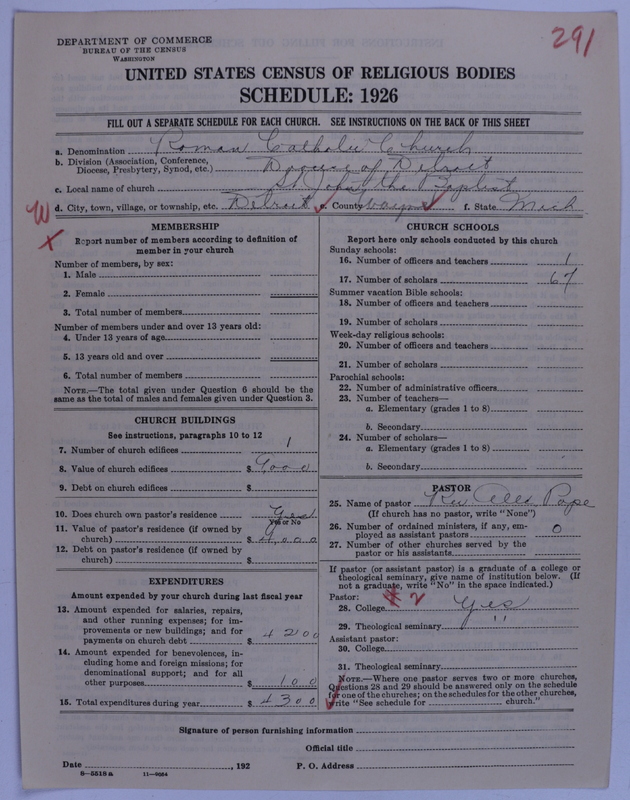 291
DEPARTMENT OF COMMERCE
BUREAU OF THE CENSUS
WASHINGTON
UNITED STATES CENSUS OF RELIGIOUS BODIES
SCHEDULE: 1926
FILL OUT A SEPARATE SCHEDULE FOR EACH CHURCH. SEE INSTRUCTIONS ON THE BACK OF THIS SHEET
a. Denomination Roman Catholic Church
b. Division (Association, Conference,
Diocese, Presbytery, Synod, etc.) Diocese of Detroit
c. Local name of church St John the Baptist
d. City, town, village, or township, etc. Detroit e. County Wayne f. State Mich
W
x
MEMBERSHIP
Report number of members according to definition of
member in your church
Number of members, by sex:
1. Male
2. Female
3. Total number of members
Number of members under and over 13 years old:
4. Under 13 years of age
5. 13 years old and over
6. Total number of members
NOTE.—The total given under Question 6 should be the
same as the total of males and females given under Question 3.
CHURCH BUILDINGS
See instructions, paragraphs 10 to 12
7. Number of church edifices 1
8. Value of church edifices $ 9000
9. Debt on church edifices $
10. Does church own pastor's residence Yes
Yes or No
11. Value of pastor's residence (if owned by
church) $ 4000
12. Debt on pastor's residence (if owned by
church) $
EXPENDITURES
Amount expended by your church during last fiscal year
13. Amount expended for salaries, repairs,
and other running expenses; for im-
provements or new buildings; and for
payments on church debt $ 4200
14. Amount expended for benevolences, in-
cluding home and foreign missions; for
denominational support; and for all
other purposes $ 100
15. Total expenditures during year $ 4300
CHURCH SCHOOLS
Report here only schools conducted by this church
Sunday schools:
16. Number of officers and teachers 1
17. Number of scholars 67
Summer vacation Bible schools:
18. Number of officers and teachers
19. Number of scholars
Week-day religious schools:
20. Number of officers and teachers
21. Number of scholars
Parochial schools:
22. Number of administrative officers
23. Number of teachers—
a. Elementary (grades 1 to 8)
b. Secondary
24. Number of scholars—
a. Elementary (grades 1 to 8)
b. Secondary
PASTOR
25. Name of pastor Rev Alex Pope
(If church has no pastor, write "None")
26. Number of ordained ministers, if any, em-
ployed as assistant pastors 0
27. Number of other churches served by the
pastor or his assistants
If pastor (or assistant pastor) is a graduate of a college or
theological seminary, give name of institution below. (If
not a graduate, write "No" in the space indicated.)
Pastor: 2
28. College Yes
29. Theological seminary "
Assistant pastor:
30. College
31. Theological seminary
NOTE.—Where one pastor serves two or more churches,
Questions 28 and 29 should be answered only on the schedule
for one of the churches; on the schedules for the other churches,
write "See schedule for church."
Signature of person furnishing information
Official title
Date , 192 P. O. Address
8—5518 a 11—9064